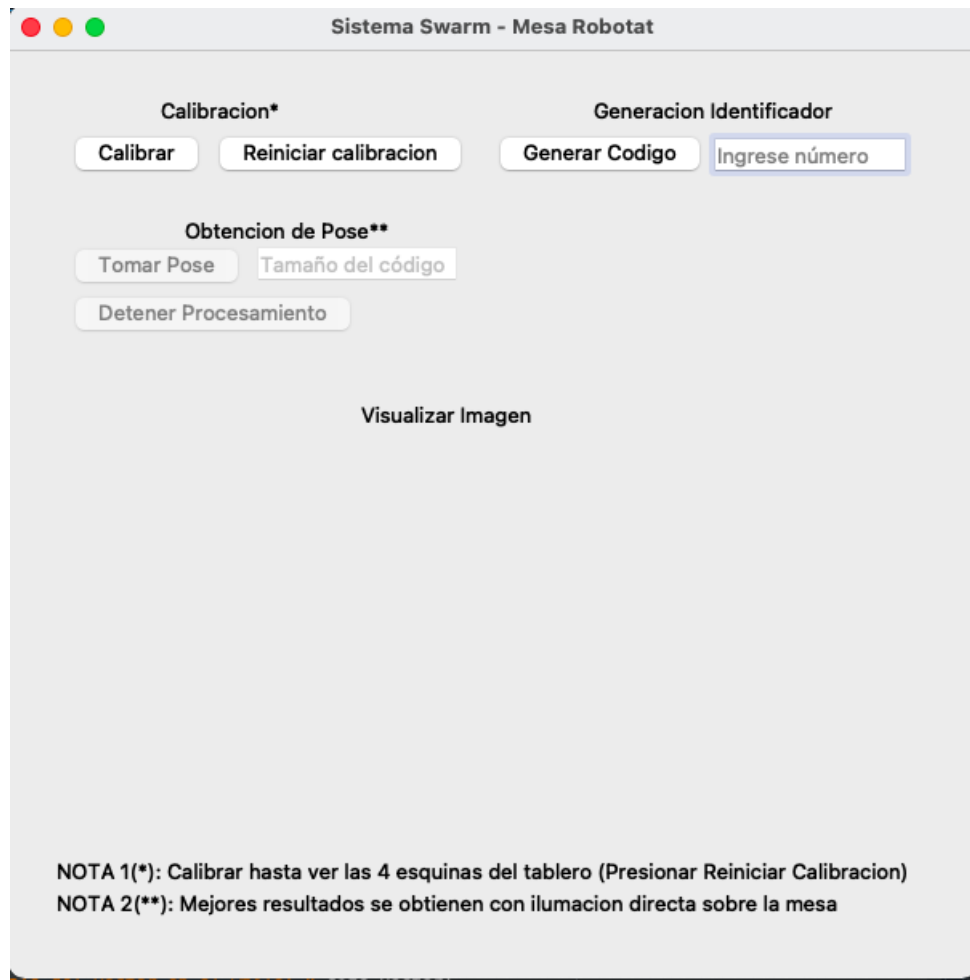 Sistema Swarm - Mesa Robotat
Calibracion*
Generacion Identificador
Calibrar
Reiniciar calibracion
Generar Codigo
Ingrese número
Obtencion de Pose**
Tomar Pose
Tamaño del código
Detener Procesamiento
Visualizar Imagen
NOTA 1(*): Calibrar hasta ver las 4 esquinas del tablero (Presionar Reiniciar Calibracion)
NOTA 2(**): Mejores resultados se obtienen con ilumacion directa sobre la mesa